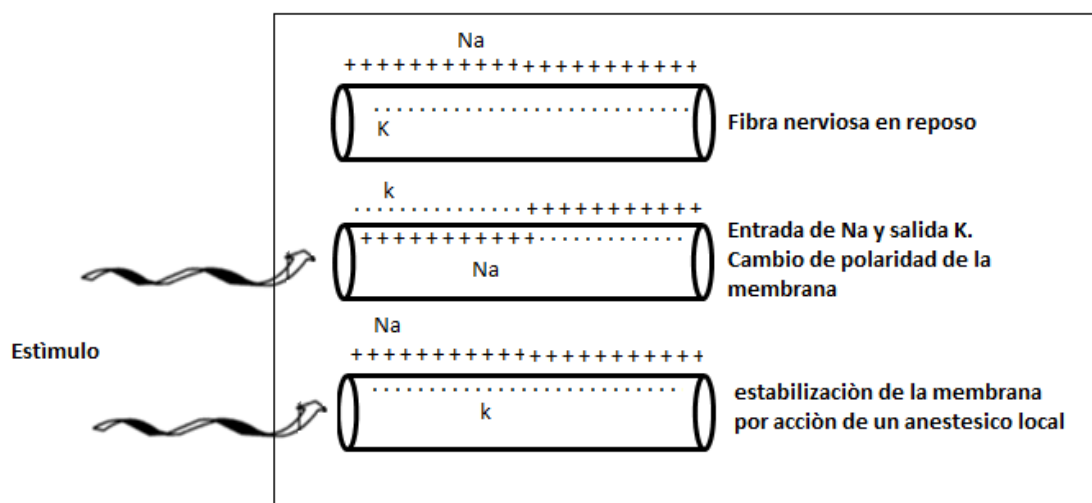 Na
+++++++++++++++++++++++
..........................
K
Fibra nerviosa en reposo
k
...............+++++++++++
+++++++++++.............
Na
Entrada de Na y salida K.
Cambio de polaridad de la
membrana
Estìmulo
Na
+++++++++++++++++++++++
..........................
k
estabilizaciòn de la membrana
por acciòn de un anestesico local